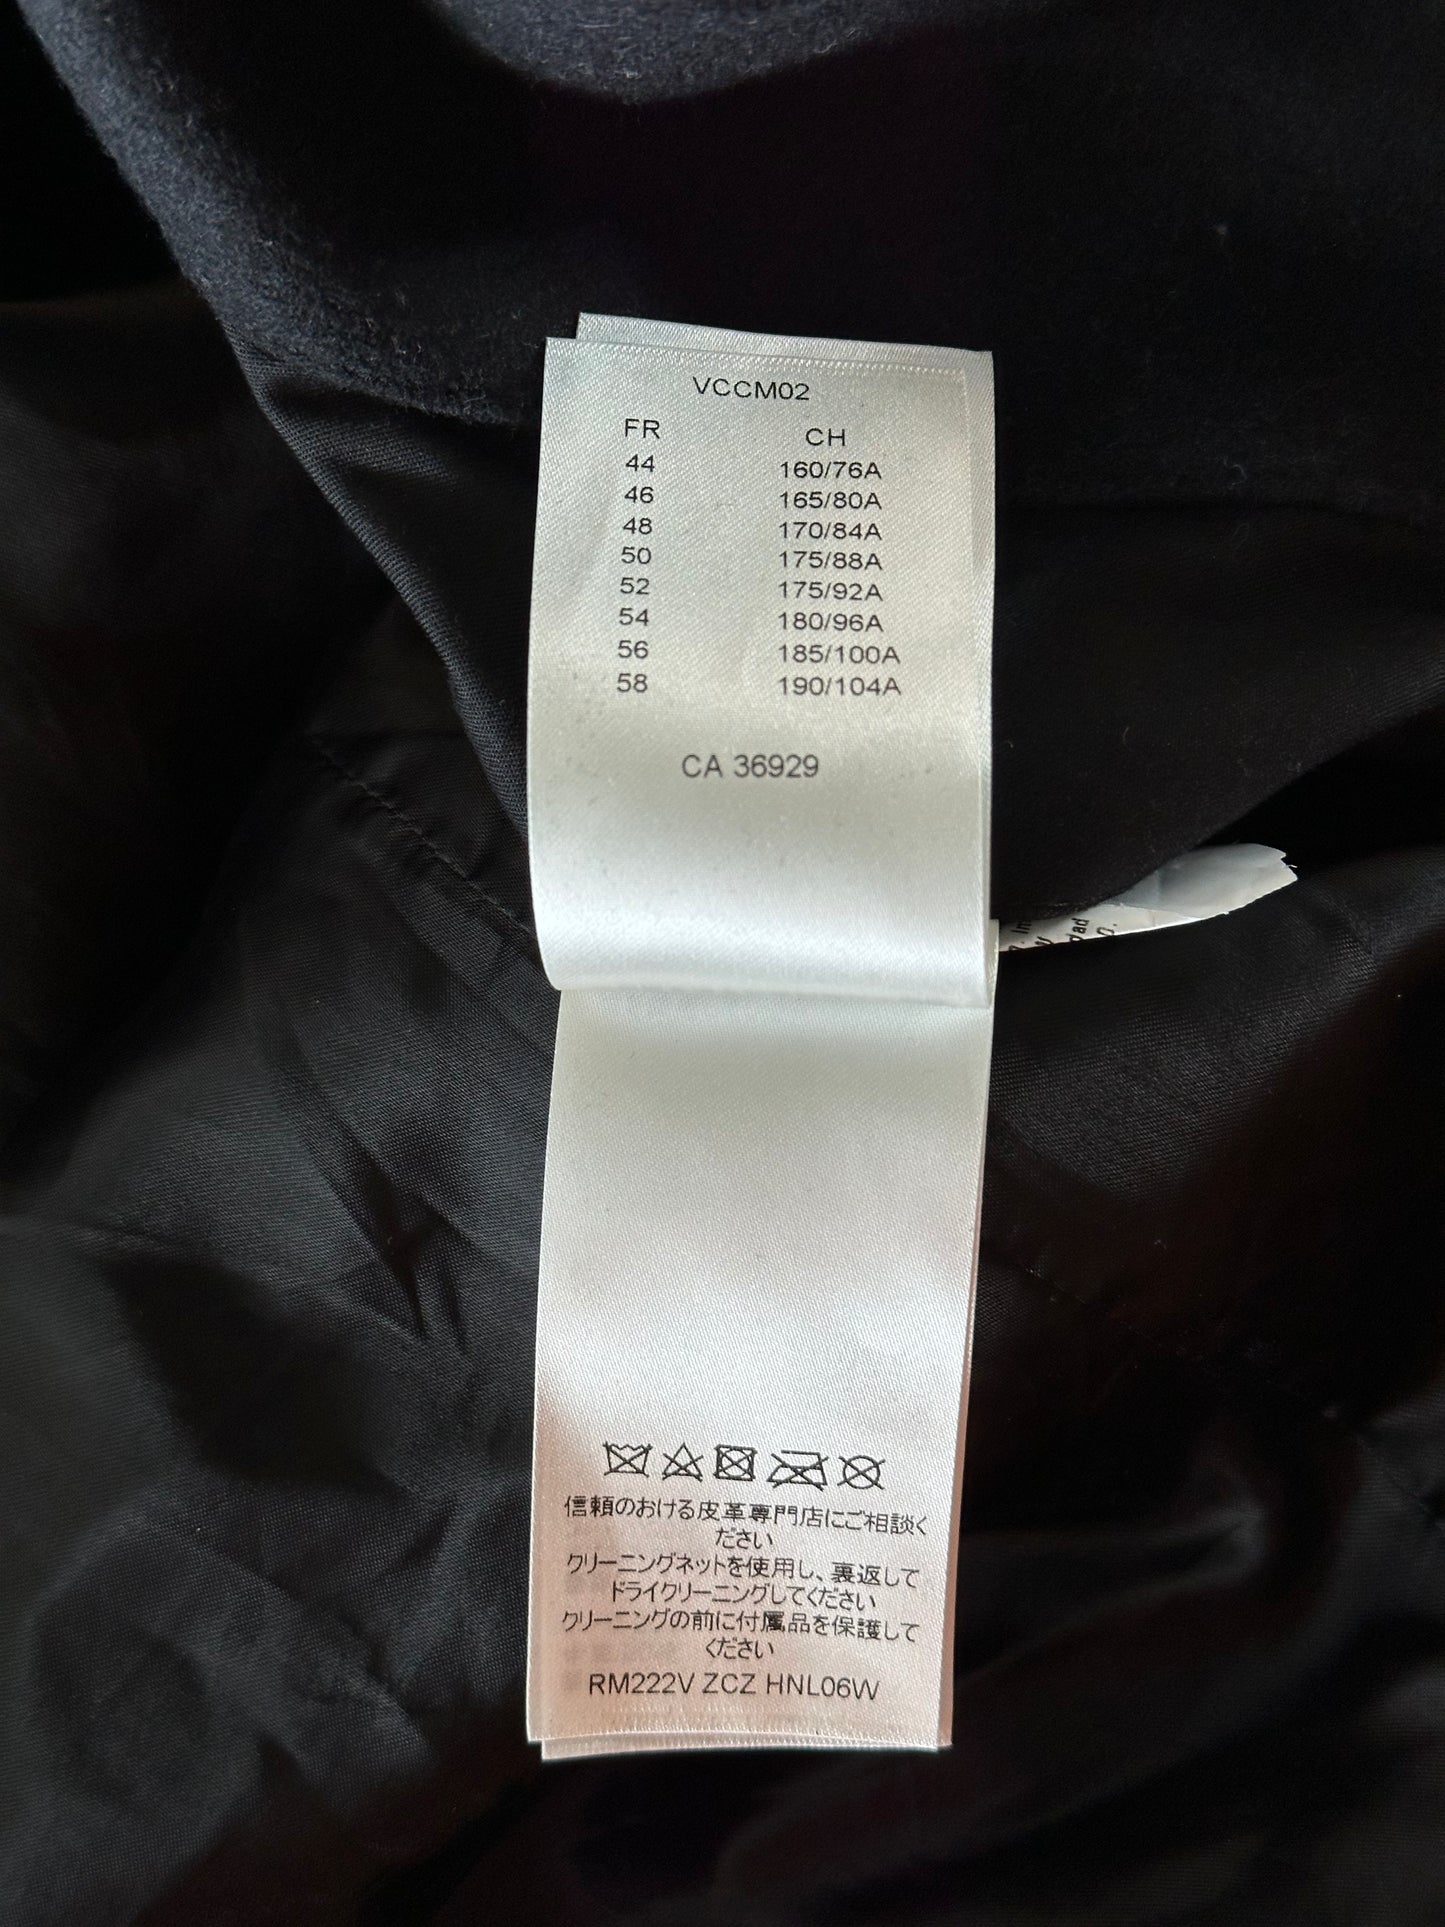 VCCM02
FR CH
44 160/76A
46 165/80A
48 170/84A
50 175/88A
52 175/92A
54 180/96A
56 185/100A
58 190/104A
CA 36929
dad
信頼のおける皮革専門店にご相談く
ださい
クリーニングネットを使用し、裏返して
ドライクリーニングしてください
クリーニングの前に付属品を保護して
ください
RM222V ZCZ HNL06W